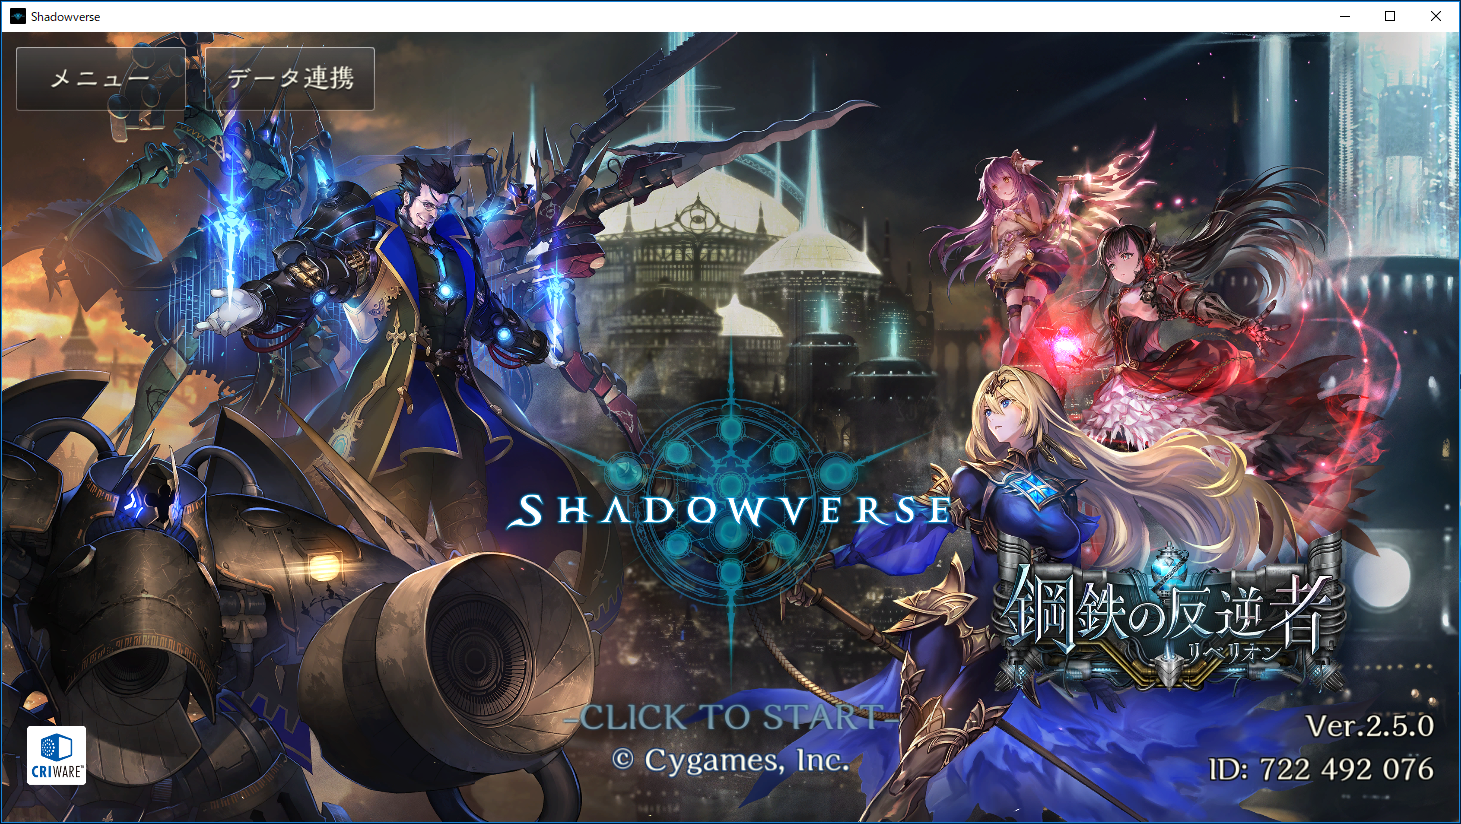 Shadowverse
メニュー
データ連携
SHADOWVERSE
鋼鉄の反逆者
リベリオン
-CLICK TO START-
© Cygames, Inc.
Ver.2.5.0
ID: 722 492 076
CRIWARE